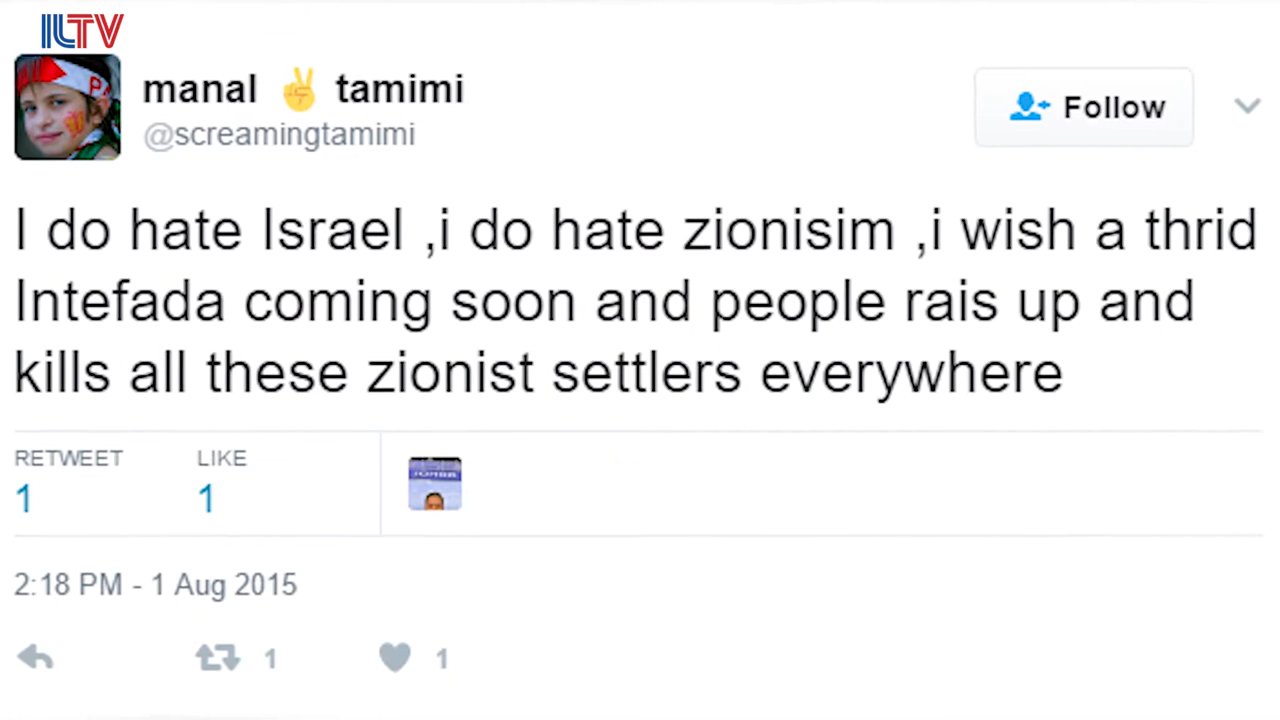 ILTV
manal ✌ tamimi
@screamingtamimi
Follow
I do hate Israel ,i do hate zionisim ,i wish a thrid
Intefada coming soon and people rais up and
kills all these zionist settlers everywhere
RETWEET LIKE
1 1
2:18 PM - 1 Aug 2015
1 1